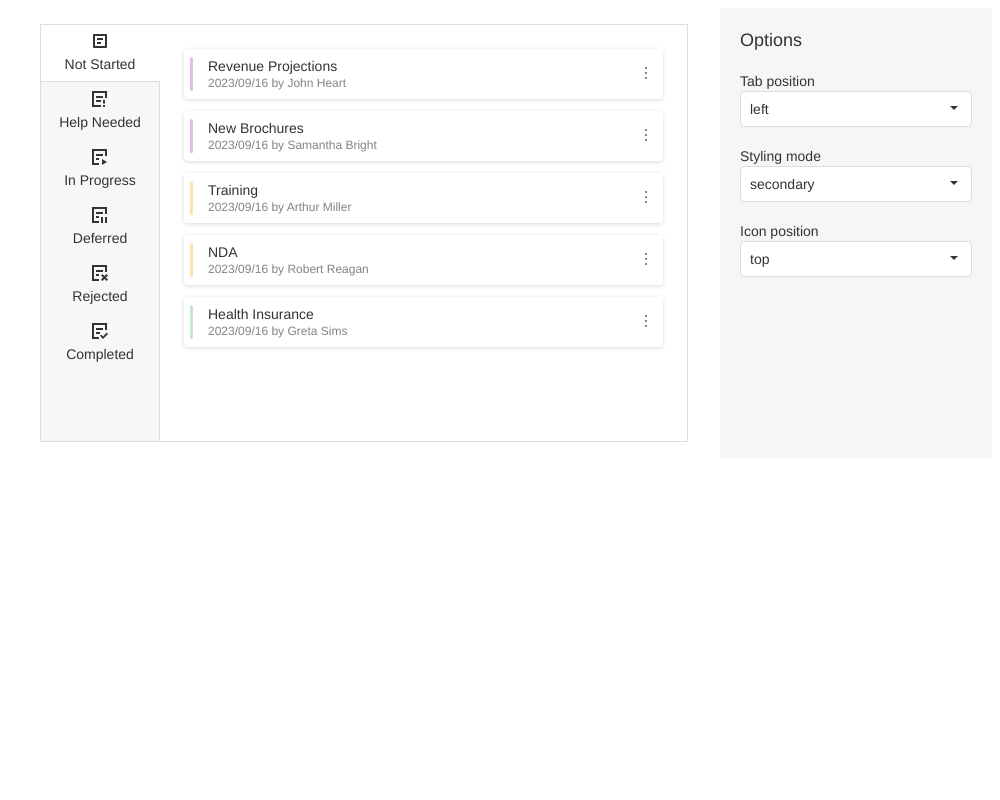 Not Started
Help Needed
In Progress
Deferred
Rejected
Completed
Revenue Projections
2023/09/16 by John Heart
New Brochures
2023/09/16 by Samantha Bright
Training
2023/09/16 by Arthur Miller
NDA
2023/09/16 by Robert Reagan
Health Insurance
2023/09/16 by Greta Sims
Options
Tab position
left
Styling mode
secondary
Icon position
top